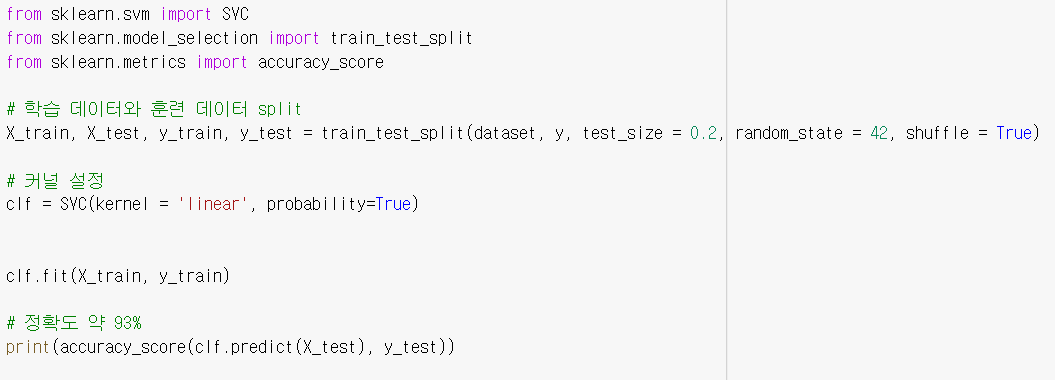 from sklearn.svm import SVC
from sklearn.model_selection import train_test_split
from sklearn.metrics import accuracy_score
# 학습 데이터와 훈련 데이터 split
X_train, X_test, y_train, y_test = train_test_split(dataset, y, test_size = 0.2, random_state = 42, shuffle = True)
# 커널 설정
clf = SVC(kernel = 'linear', probability=True)
clf.fit(X_train, y_train)
# 정확도 약 93%
print(accuracy_score(clf.predict(X_test), y_test))